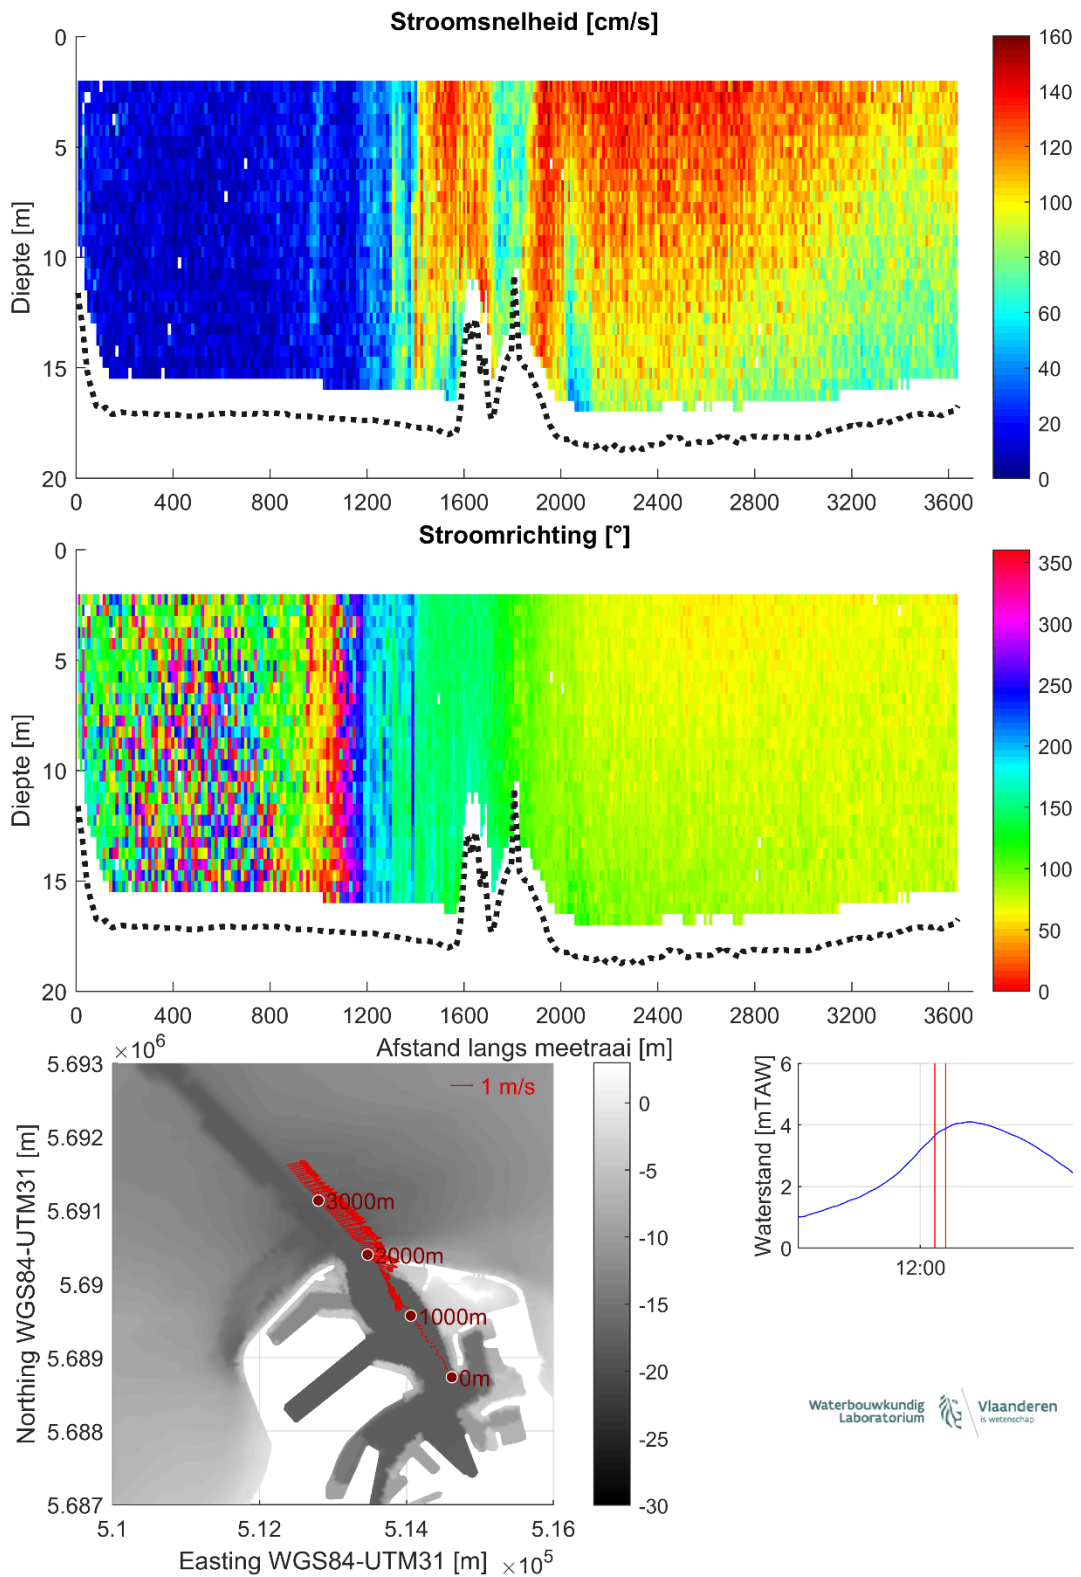 Stroomsnelheid [cm/s]
0
5
10
15
20
Diepte [m]
0 400 800 1200 1600 2000 2400 2800 3200 3600
160
140
120
100
80
60
40
20
0
Stroomrichting [°]
0
5
10
15
20
Diepte [m]
0 400 800 1200 1600 2000 2400 2800 3200 3600
350
300
250
200
150
100
50
0
Afstand langs meetraai [m]
×10⁶
5.693
5.692
5.691
5.69
5.689
5.688
5.687
Northing WGS84-UTM31 [m]
1 m/s
3000m
2000m
1000m
0m
5.1 5.12 5.14 5.16
Easting WGS84-UTM31 [m] ×10⁵
0
-5
-10
-15
-20
-25
-30
Waterstand [mTAW]
6
4
2
0
12:00
Waterbouwkundig
Laboratorium
Vlaanderen
is wetenschap